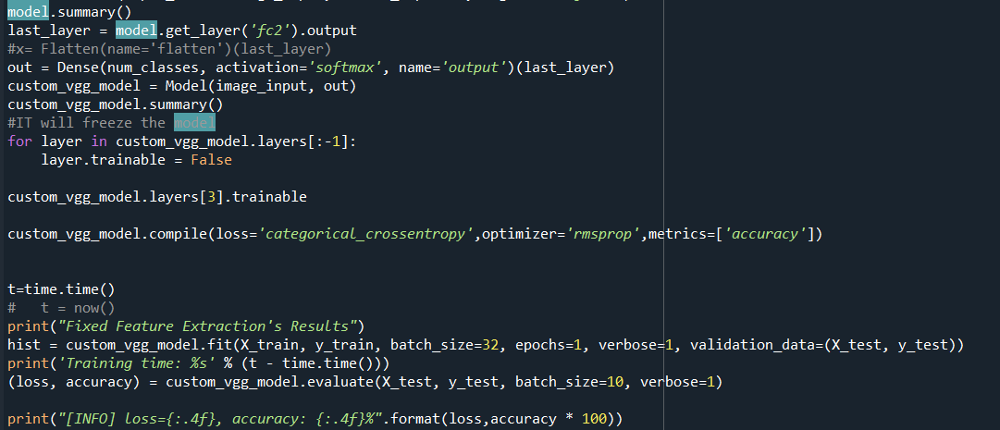 model.summary()
last_layer = model.get_layer('fc2').output
#x= Flatten(name='flatten')(last_layer)
out = Dense(num_classes, activation='softmax', name='output')(last_layer)
custom_vgg_model = Model(image_input, out)
custom_vgg_model.summary()
#IT will freeze the model
for layer in custom_vgg_model.layers[:-1]:
    layer.trainable = False

custom_vgg_model.layers[3].trainable

custom_vgg_model.compile(loss='categorical_crossentropy',optimizer='rmsprop',metrics=['accuracy'])


t=time.time()
#   t = now()
print("Fixed Feature Extraction's Results")
hist = custom_vgg_model.fit(X_train, y_train, batch_size=32, epochs=1, verbose=1, validation_data=(X_test, y_test))
print('Training time: %s' % (t - time.time()))
(loss, accuracy) = custom_vgg_model.evaluate(X_test, y_test, batch_size=10, verbose=1)

print("[INFO] loss={:.4f}, accuracy: {:.4f}%".format(loss,accuracy * 100))